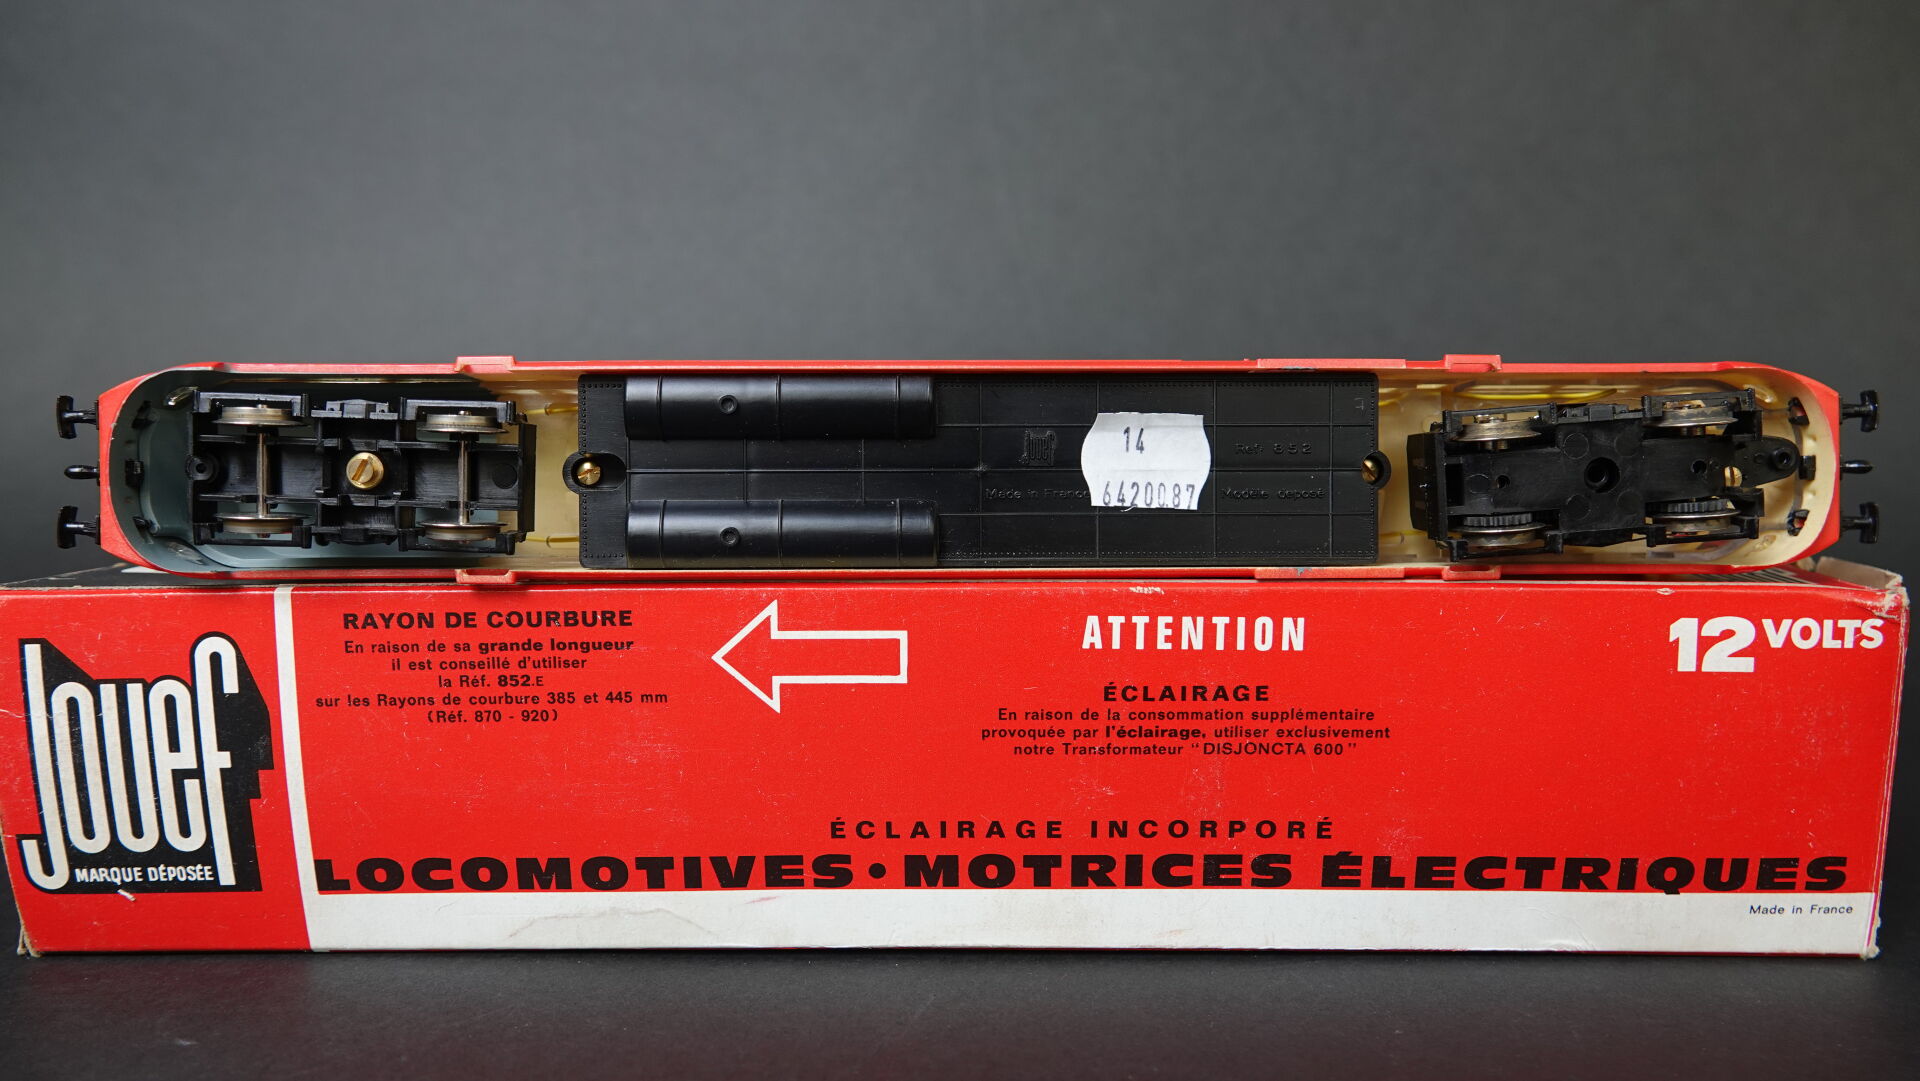 14
6420087
Jouef
Réf. 852
Made in France
Modèle déposé
Jouef
MARQUE DÉPOSÉE
RAYON DE COURBURE
En raison de sa grande longueur
il est conseillé d'utiliser
la Réf. 852.E
sur les Rayons de courbure 385 et 445 mm
(Réf. 870 - 920)
ATTENTION
ÉCLAIRAGE
En raison de la consommation supplémentaire
provoquée par l'éclairage, utiliser exclusivement
notre Transformateur "DISJONCTA 600"
12 VOLTS
ÉCLAIRAGE INCORPORÉ
LOCOMOTIVES • MOTRICES ÉLECTRIQUES
Made in France